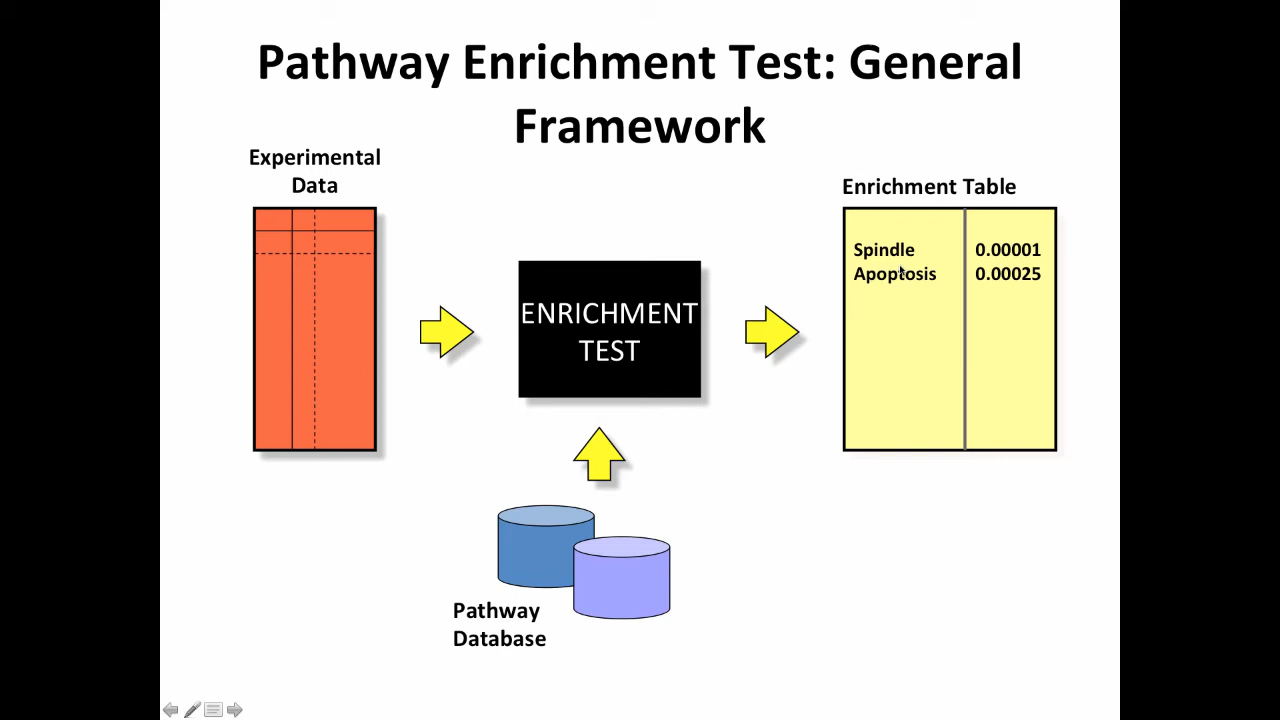 Pathway Enrichment Test: General
Framework
Experimental
Data
Enrichment Table
Spindle 0.00001
Apoptosis 0.00025
ENRICHMENT
TEST
Pathway
Database